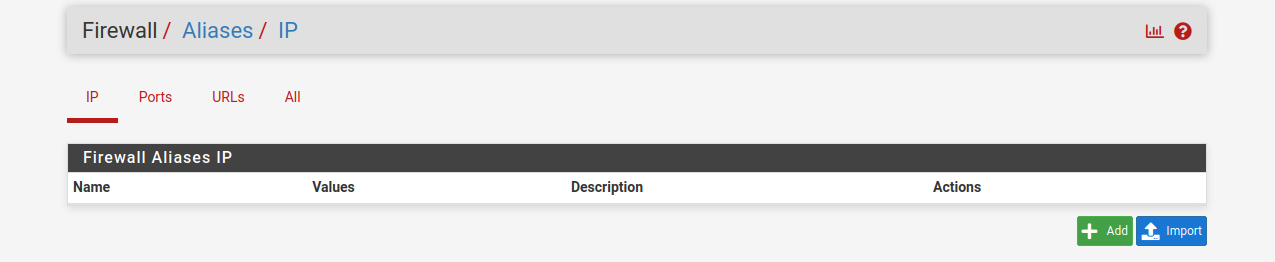 Firewall / Aliases / IP
IP Ports URLs All
Firewall Aliases IP
Name Values Description Actions
Add Import